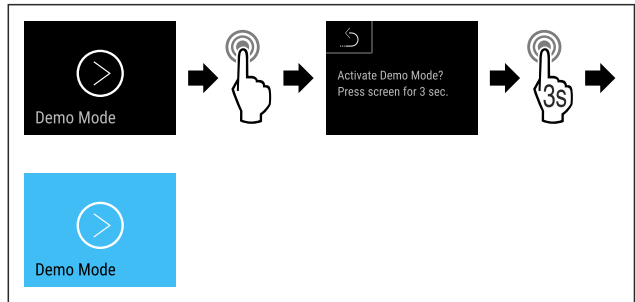 Demo Mode
Activate Demo Mode?
Press screen for 3 sec.
3s
Demo Mode